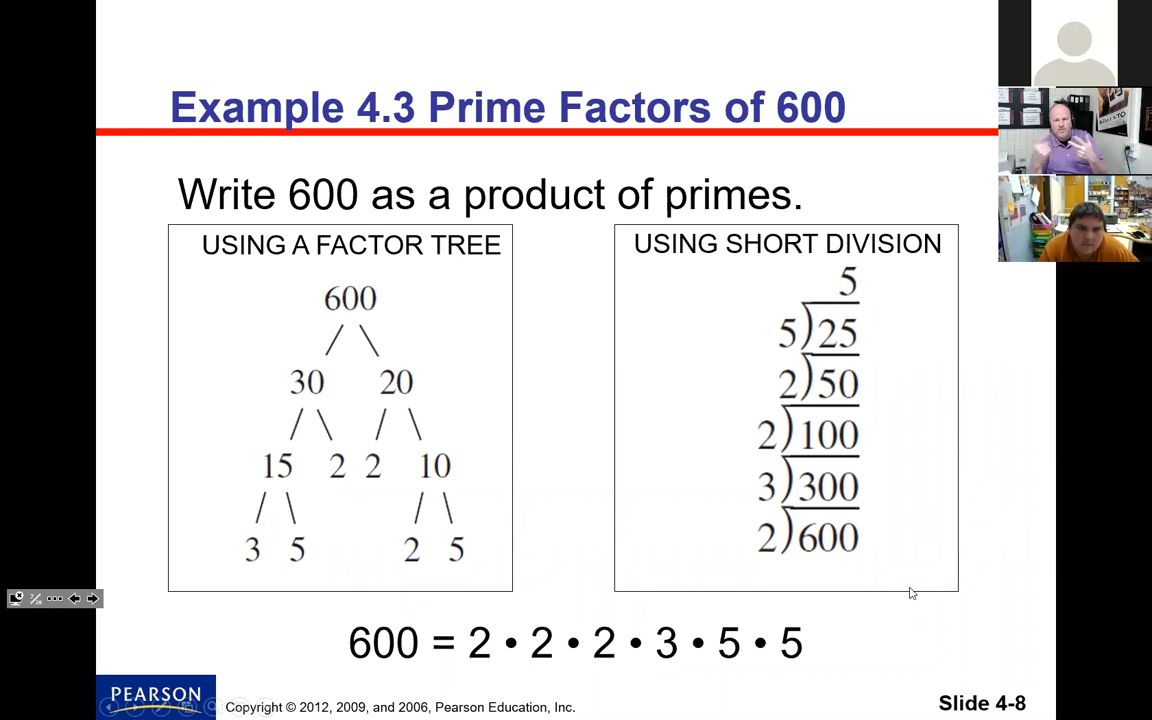 Example 4.3 Prime Factors of 600
Write 600 as a product of primes.
USING A FACTOR TREE
600
30 20
15 2 2 10
3 5 2 5
USING SHORT DIVISION
5
5)25
2)50
2)100
3)300
2)600
600 = 2 • 2 • 2 • 3 • 5 • 5
PEARSON
Copyright © 2012, 2009, and 2006, Pearson Education, Inc.
Slide 4-8